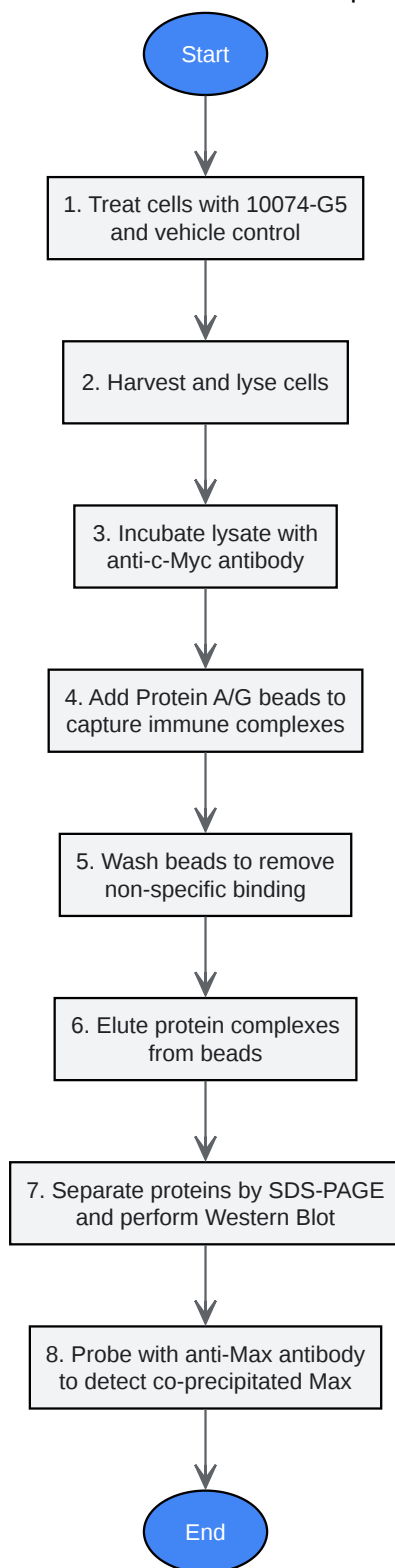 Start
1. Treat cells with 10074-G5
and vehicle control
2. Harvest and lyse cells
3. Incubate lysate with
anti-c-Myc antibody
4. Add Protein A/G beads to
capture immune complexes
5. Wash beads to remove
non-specific binding
6. Elute protein complexes
from beads
7. Separate proteins by SDS-PAGE
and perform Western Blot
8. Probe with anti-Max antibody
to detect co-precipitated Max
End